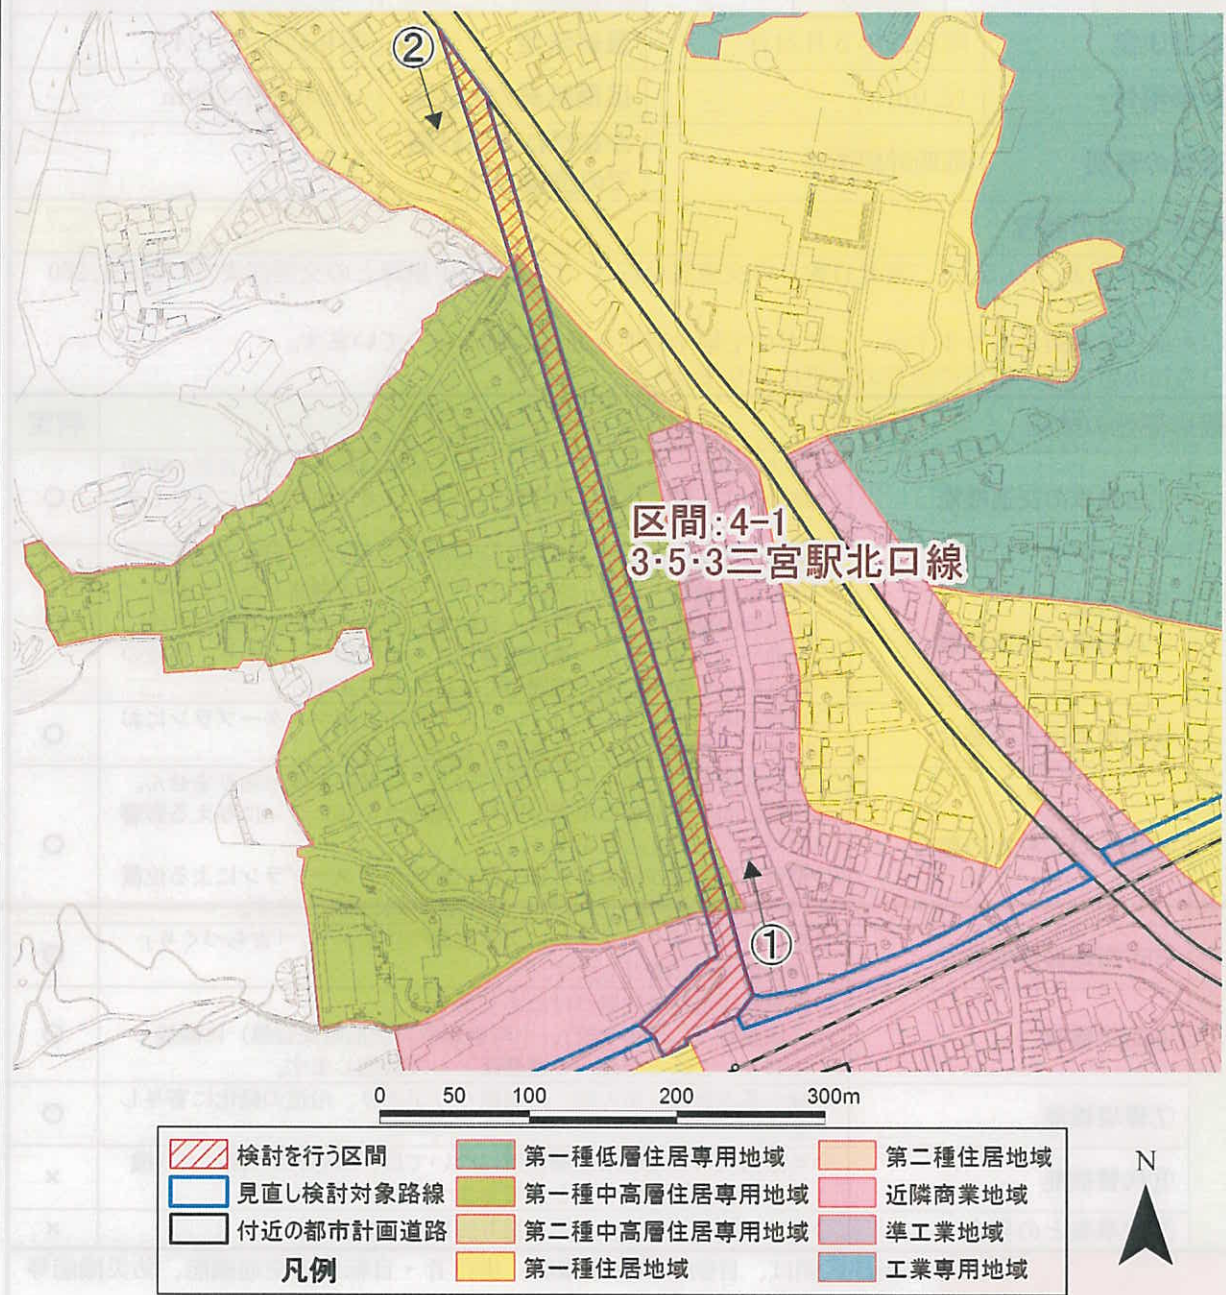 ②
区間:4-1
3・5・3二宮駅北口線
①
0 50 100 200 300m
検討を行う区間
見直し検討対象路線
付近の都市計画道路
凡例
第一種低層住居専用地域
第一種中高層住居専用地域
第二種中高層住居専用地域
第一種住居地域
第二種住居地域
近隣商業地域
準工業地域
工業専用地域
N